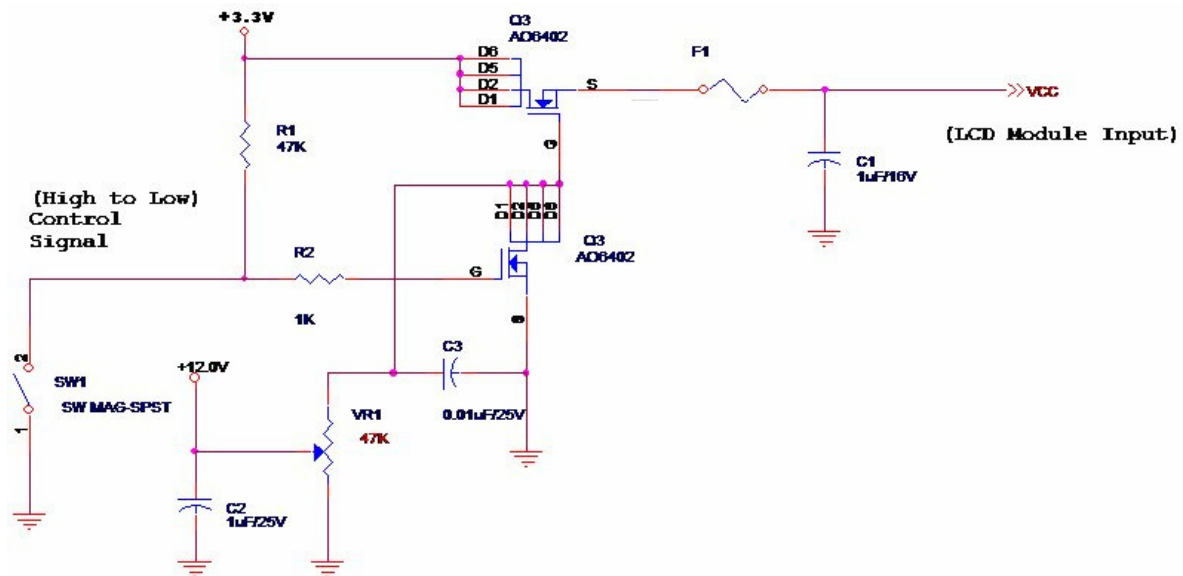 +3.3V
Q3
AO6402
D6
D5
D2
D1
S
G
F1
VCC
(LCD Module Input)
R1
47K
C1
1uF/16V
(High to Low)
Control
Signal
D1
D2
Q3
AO6402
R2
1K
G
+12.0V
C3
0.01uF/25V
2
1
SW1
SW MAG-SPST
VR1
47K
C2
1uF/25V